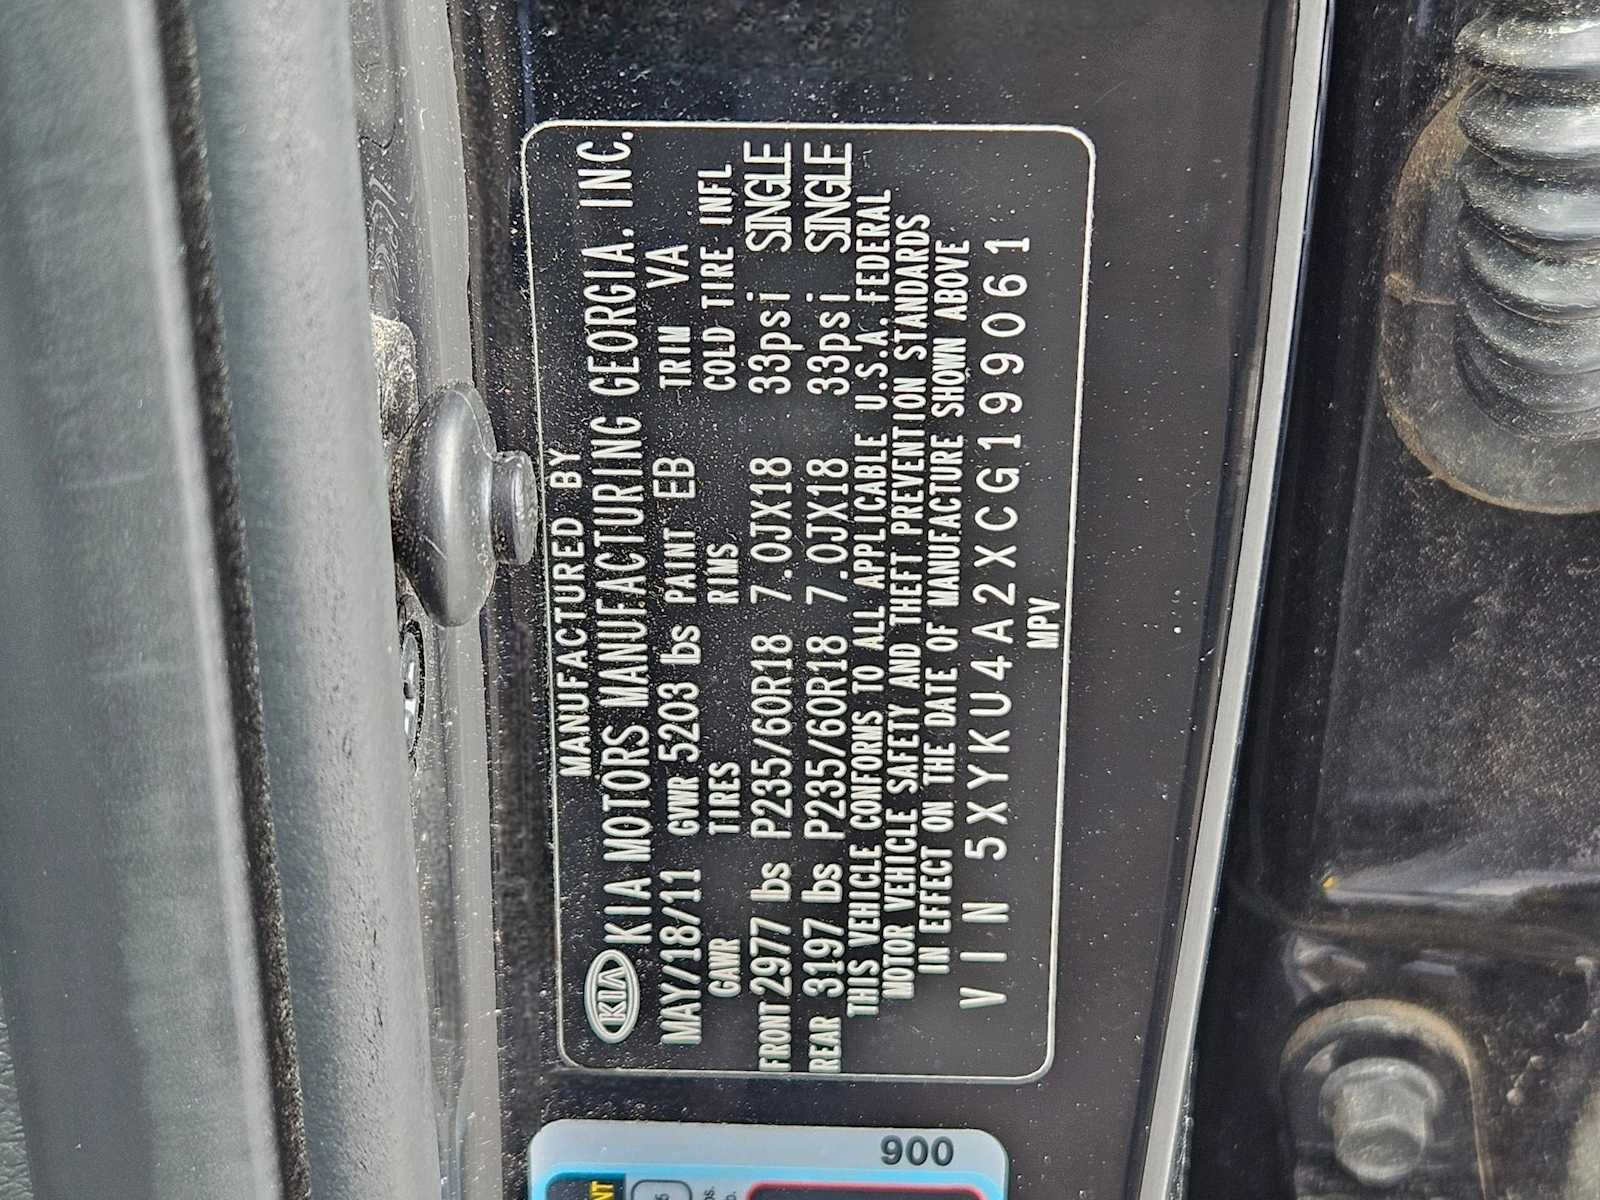 MANUFACTURED BY
KIA KIA MOTORS MANUFACTURING GEORGIA, INC.
MAY/18/11 GVWR 5203 lbs PAINT EB TRIM VA
GAWR TIRES RIMS COLD TIRE INFL
FRONT 2977 lbs P235/60R18 7.0JX18 33psi SINGLE
REAR 3197 lbs P235/60R18 7.0JX18 33psi SINGLE
THIS VEHICLE CONFORMS TO ALL APPLICABLE U.S.A. FEDERAL
MOTOR VEHICLE SAFETY AND THEFT PREVENTION STANDARDS
IN EFFECT ON THE DATE OF MANUFACTURE SHOWN ABOVE
VIN 5XYKU4A2XCG199061
MPV
900